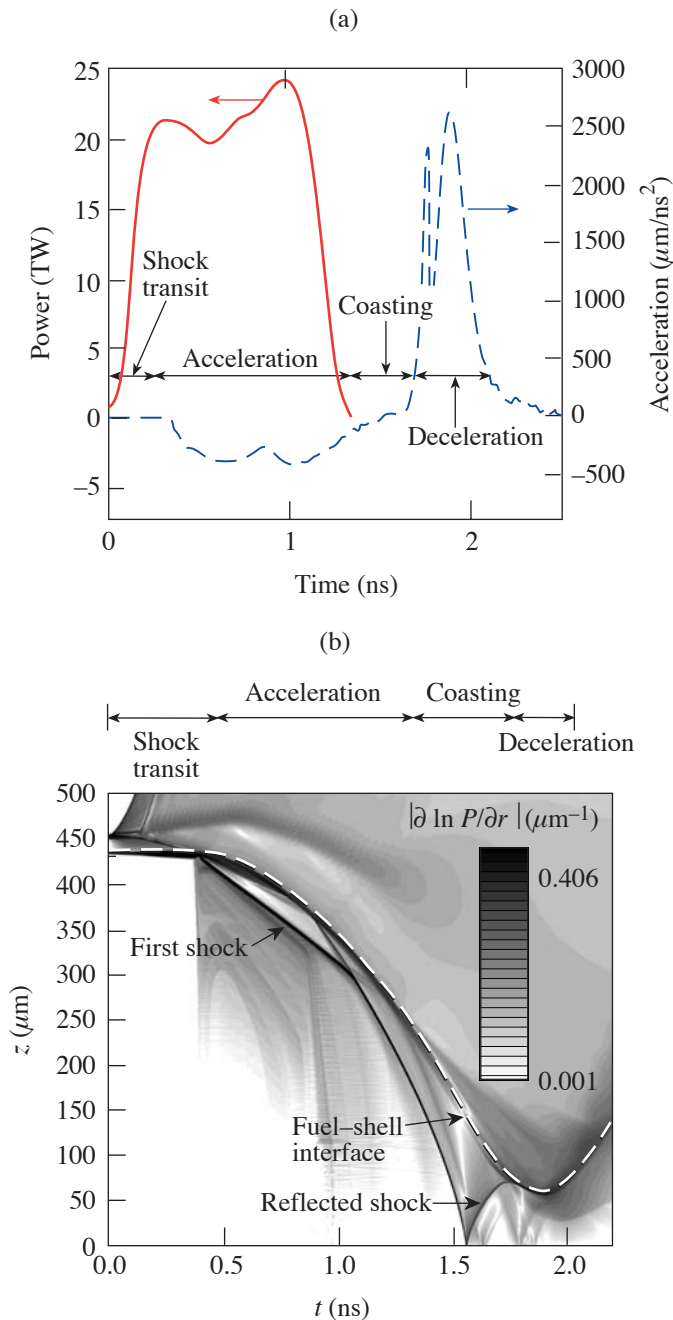 (a)
25
20
15
10
5
0
–5
Power (TW)
3000
2500
2000
1000
500
0
–500
Acceleration (μm/ns²)
Shock
transit
Acceleration
Coasting
Deceleration
0
1
2
Time (ns)
(b)
Acceleration
Coasting
Shock
transit
Deceleration
500
450
400
350
300
250
200
150
100
50
0
z (μm)
|∂ ln P/∂r | (μm⁻¹)
0.406
0.001
First shock
Fuel–shell
interface
Reflected shock
0.0
0.5
1.0
1.5
2.0
t (ns)